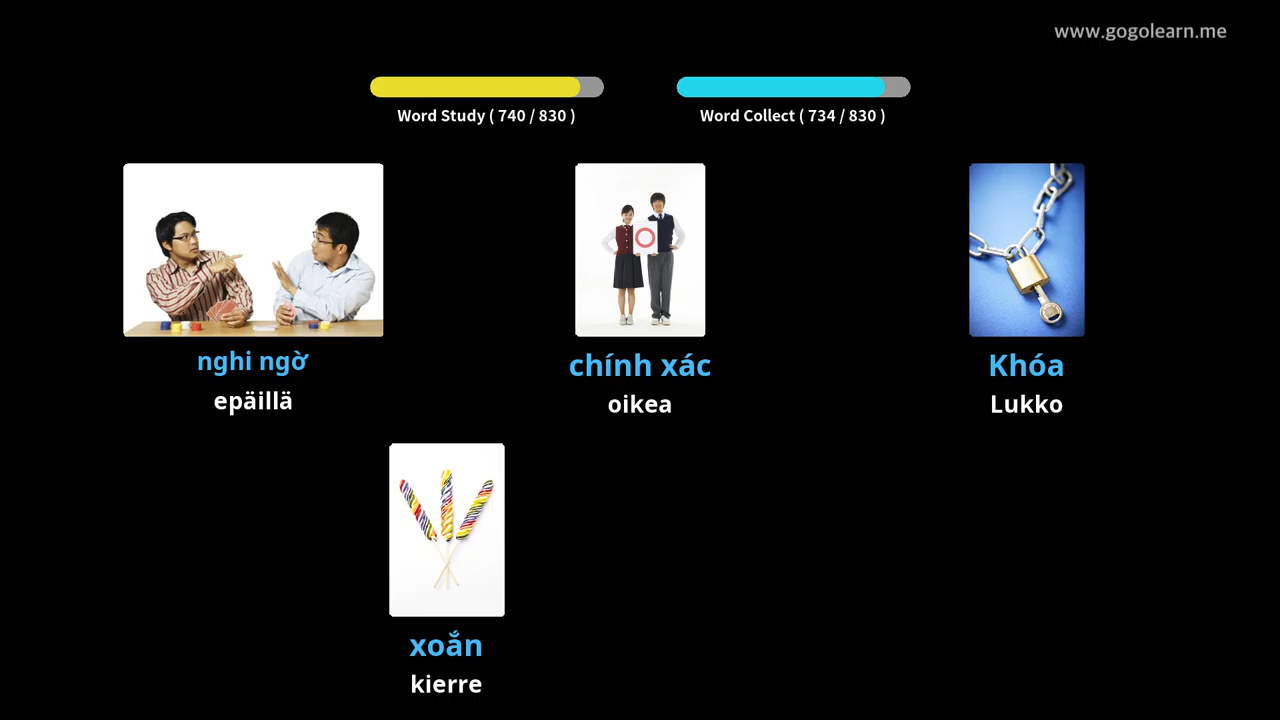 www.gogolearn.me
Word Study ( 740 / 830 )
Word Collect ( 734 / 830 )
nghi ngờ
epäillä
chính xác
oikea
Khóa
Lukko
xoắn
kierre